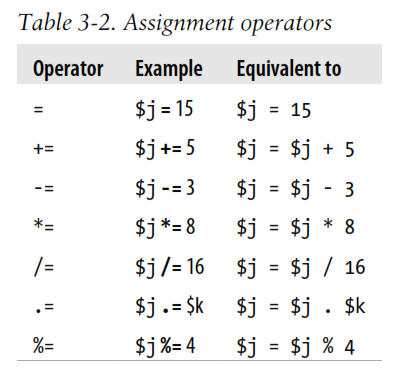 Table 3-2. Assignment operators
Operator Example Equivalent to
= $j = 15 $j = 15
+= $j += 5 $j = $j + 5
-= $j -= 3 $j = $j - 3
*= $j *= 8 $j = $j * 8
/= $j /= 16 $j = $j / 16
.= $j .= $k $j = $j . $k
%= $j %= 4 $j = $j % 4